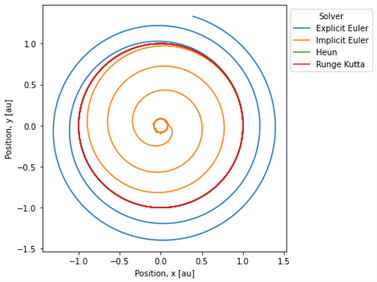 Solver
Explicit Euler
Implicit Euler
Heun
Runge Kutta
1.0
0.5
0.0
−0.5
−1.0
−1.5
Position, y [au]
−1.0 −0.5 0.0 0.5 1.0 1.5
Position, x [au]